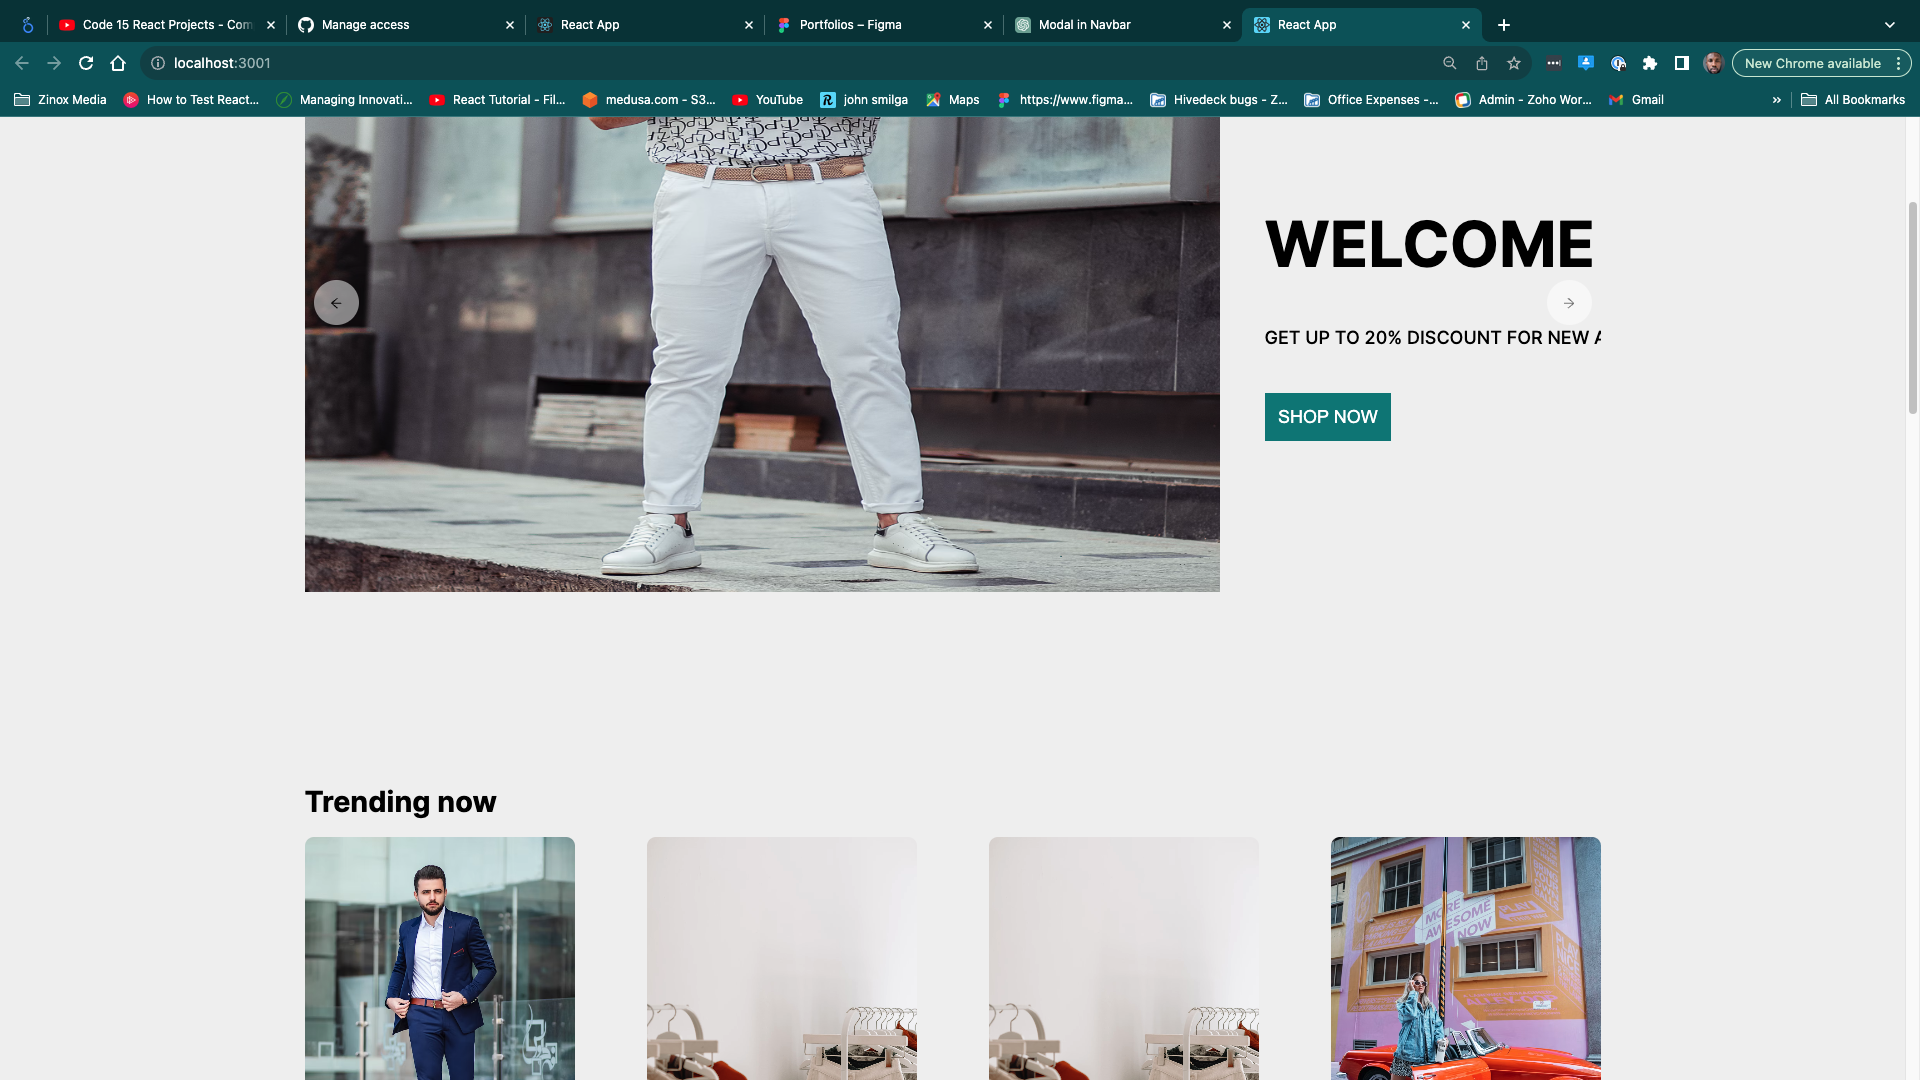 Code 15 React Projects - Com
Manage access
React App
Portfolios – Figma
Modal in Navbar
React App
localhost:3001
New Chrome available
Zinox Media
How to Test React...
Managing Innovati...
React Tutorial - Fil...
medusa.com - S3...
YouTube
john smilga
Maps
https://www.figma...
Hivedeck bugs - Z...
Office Expenses -...
Admin - Zoho Wor...
Gmail
»
All Bookmarks
WELCOME
GET UP TO 20% DISCOUNT FOR NEW A
SHOP NOW
Trending now
MORE
AWESOME
NOW